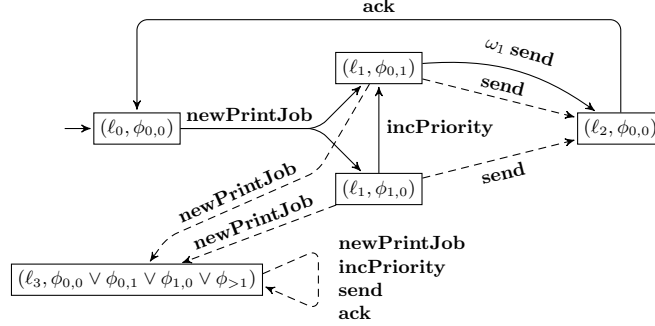 ack
(ℓ₁, ϕ₀,₁)
ω₁ send
send
(ℓ₀, ϕ₀,₀)
newPrintJob
incPriority
(ℓ₂, ϕ₀,₀)
newPrintJob
(ℓ₁, ϕ₁,₀)
send
newPrintJob
(ℓ₃, ϕ₀,₀ ∨ ϕ₀,₁ ∨ ϕ₁,₀ ∨ ϕ>₁)
newPrintJob
incPriority
send
ack